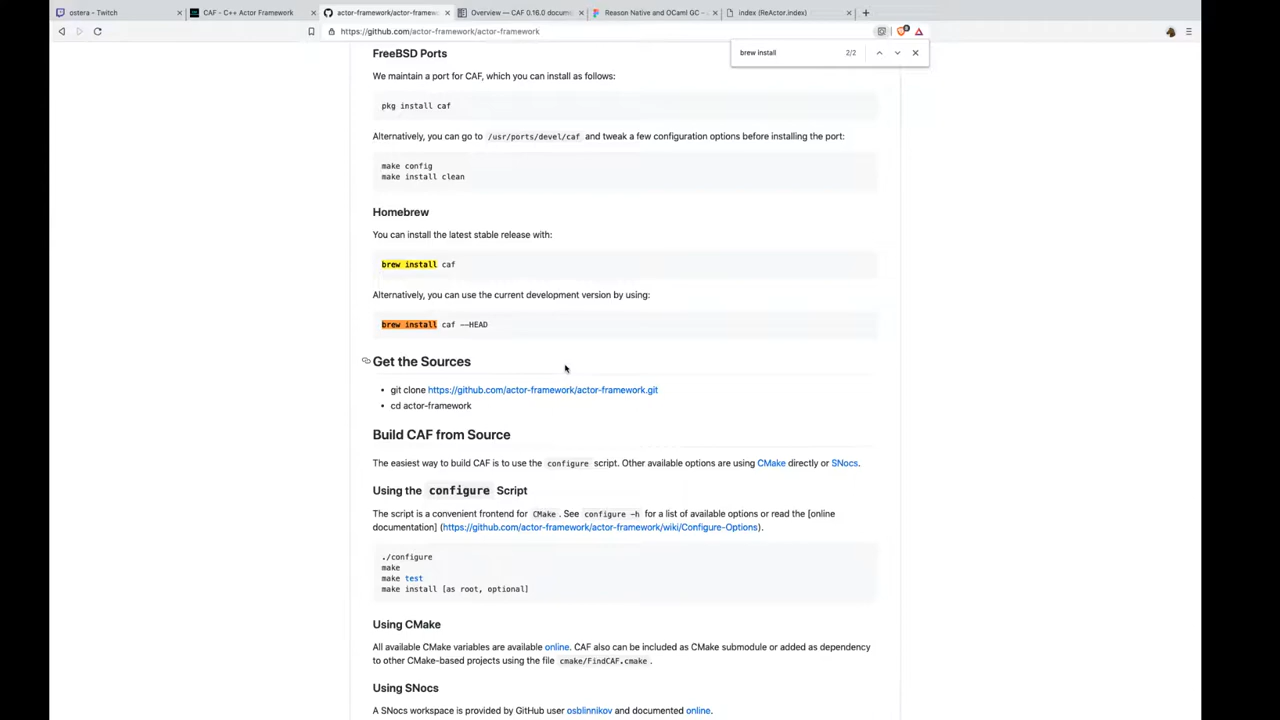 ostera - Twitch
CAF - C++ Actor Framework
actor-framework/actor-framew
Overview — CAF 0.16.0 docum
Reason Native and OCaml GC -
index (ReActor.index)
https://github.com/actor-framework/actor-framework
brew install
2/2
FreeBSD Ports
We maintain a port for CAF, which you can install as follows:
pkg install caf
Alternatively, you can go to /usr/ports/devel/caf and tweak a few configuration options before installing the port:
make config
make install clean
Homebrew
You can install the latest stable release with:
brew install caf
Alternatively, you can use the current development version by using:
brew install caf --HEAD
Get the Sources
• git clone https://github.com/actor-framework/actor-framework.git
• cd actor-framework
Build CAF from Source
The easiest way to build CAF is to use the configure script. Other available options are using CMake directly or SNocs.
Using the configure Script
The script is a convenient frontend for CMake. See configure -h for a list of available options or read the [online
documentation] (https://github.com/actor-framework/actor-framework/wiki/Configure-Options).
./configure
make
make test
make install [as root, optional]
Using CMake
All available CMake variables are available online. CAF also can be included as CMake submodule or added as dependency
to other CMake-based projects using the file cmake/FindCAF.cmake.
Using SNocs
A SNocs workspace is provided by GitHub user osblinnikov and documented online.